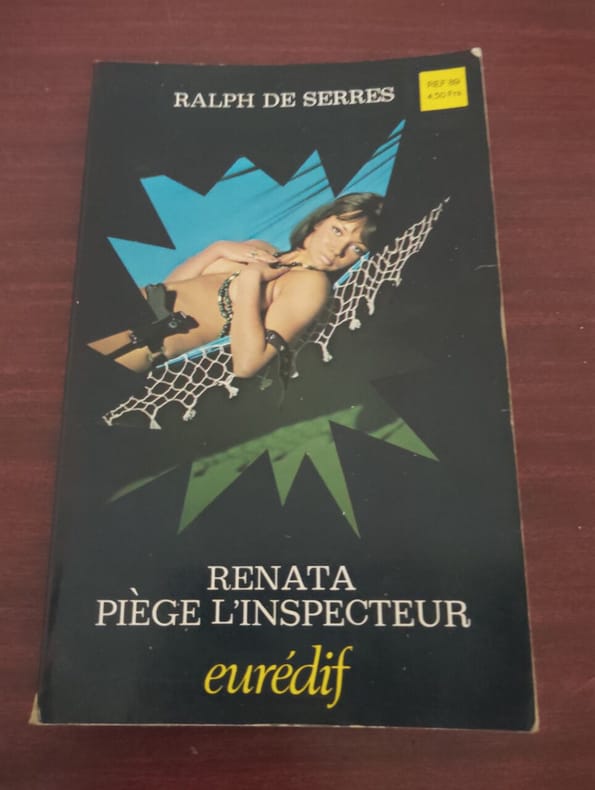 RALPH DE SERRES
REF 89
4,50 Frs
RENATA
PIÈGE L'INSPECTEUR
eurédif